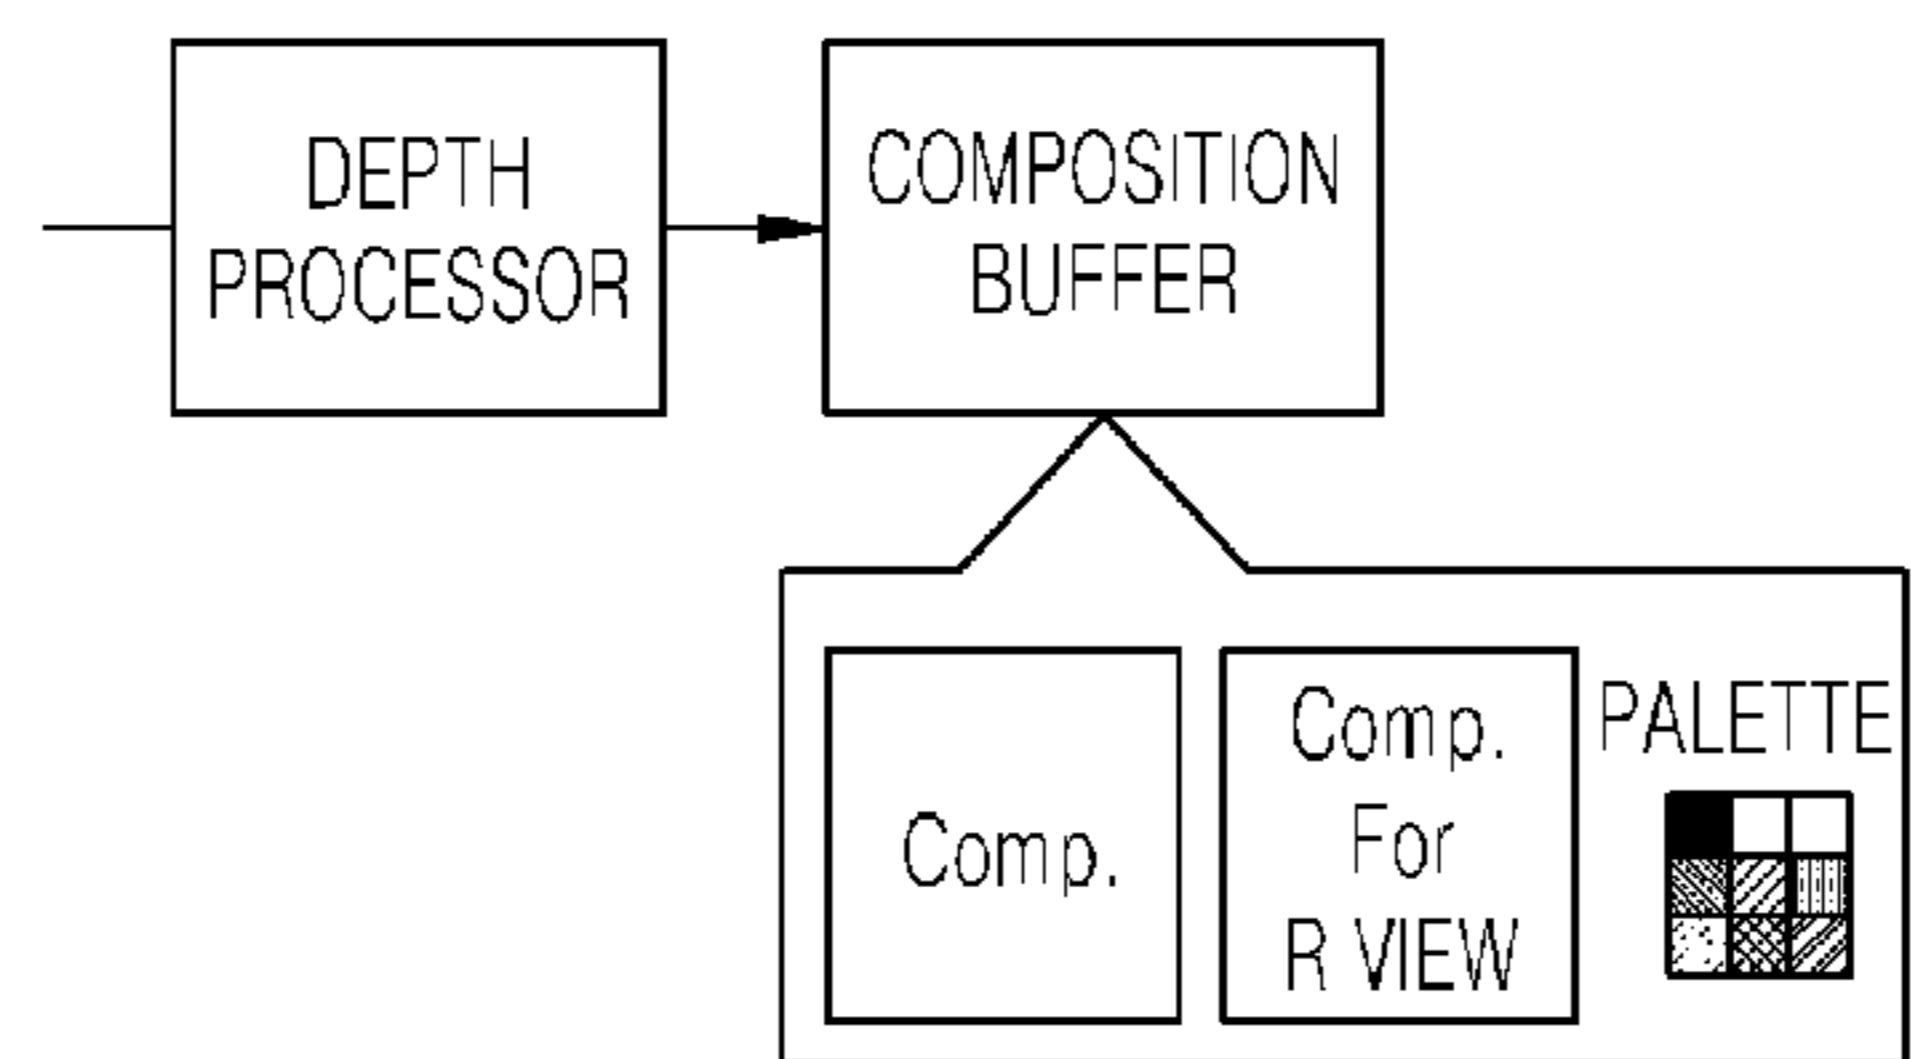 DEPTH
PROCESSOR
COMPOSITION
BUFFER
Comp.
Comp.
For
R VIEW
PALETTE